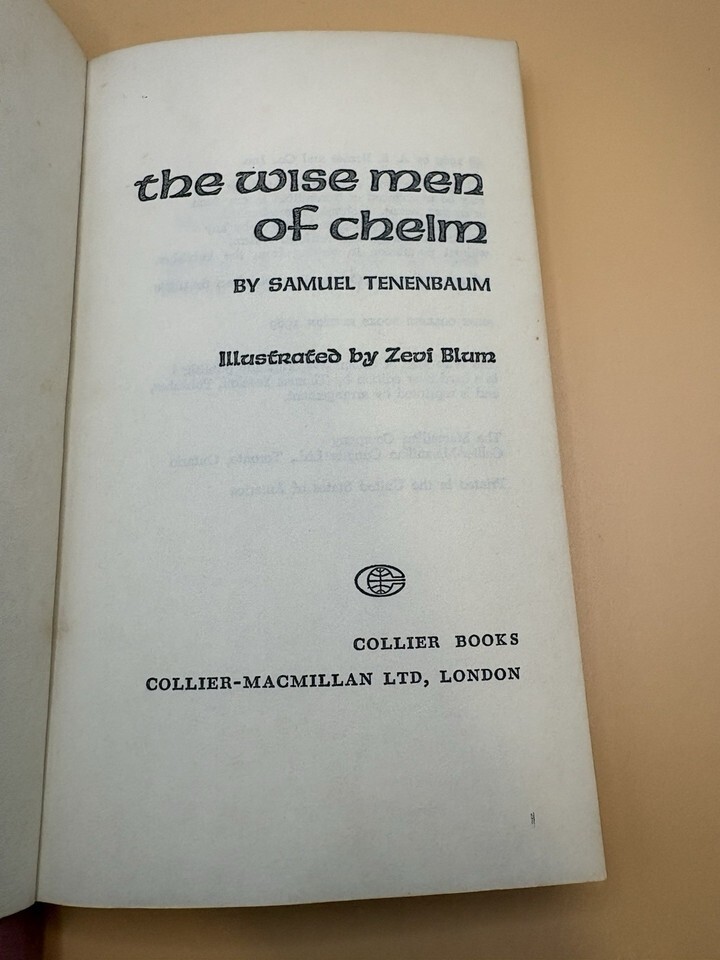 the wise men
of chelm
BY SAMUEL TENENBAUM
Illustrated by Zevi Blum
COLLIER BOOKS
COLLIER-MACMILLAN LTD, LONDON